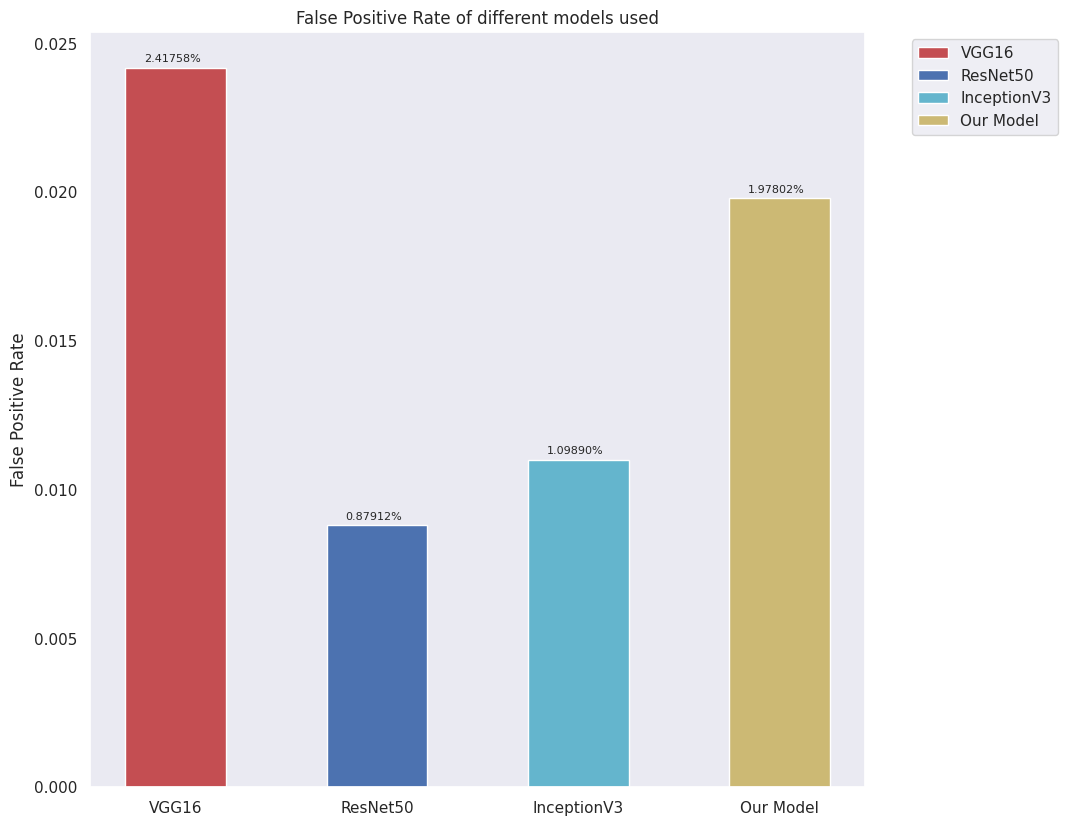 False Positive Rate of different models used
False Positive Rate
0.025
0.020
0.015
0.010
0.005
0.000
2.41758%
0.87912%
1.09890%
1.97802%
VGG16
ResNet50
InceptionV3
Our Model
VGG16
ResNet50
InceptionV3
Our Model